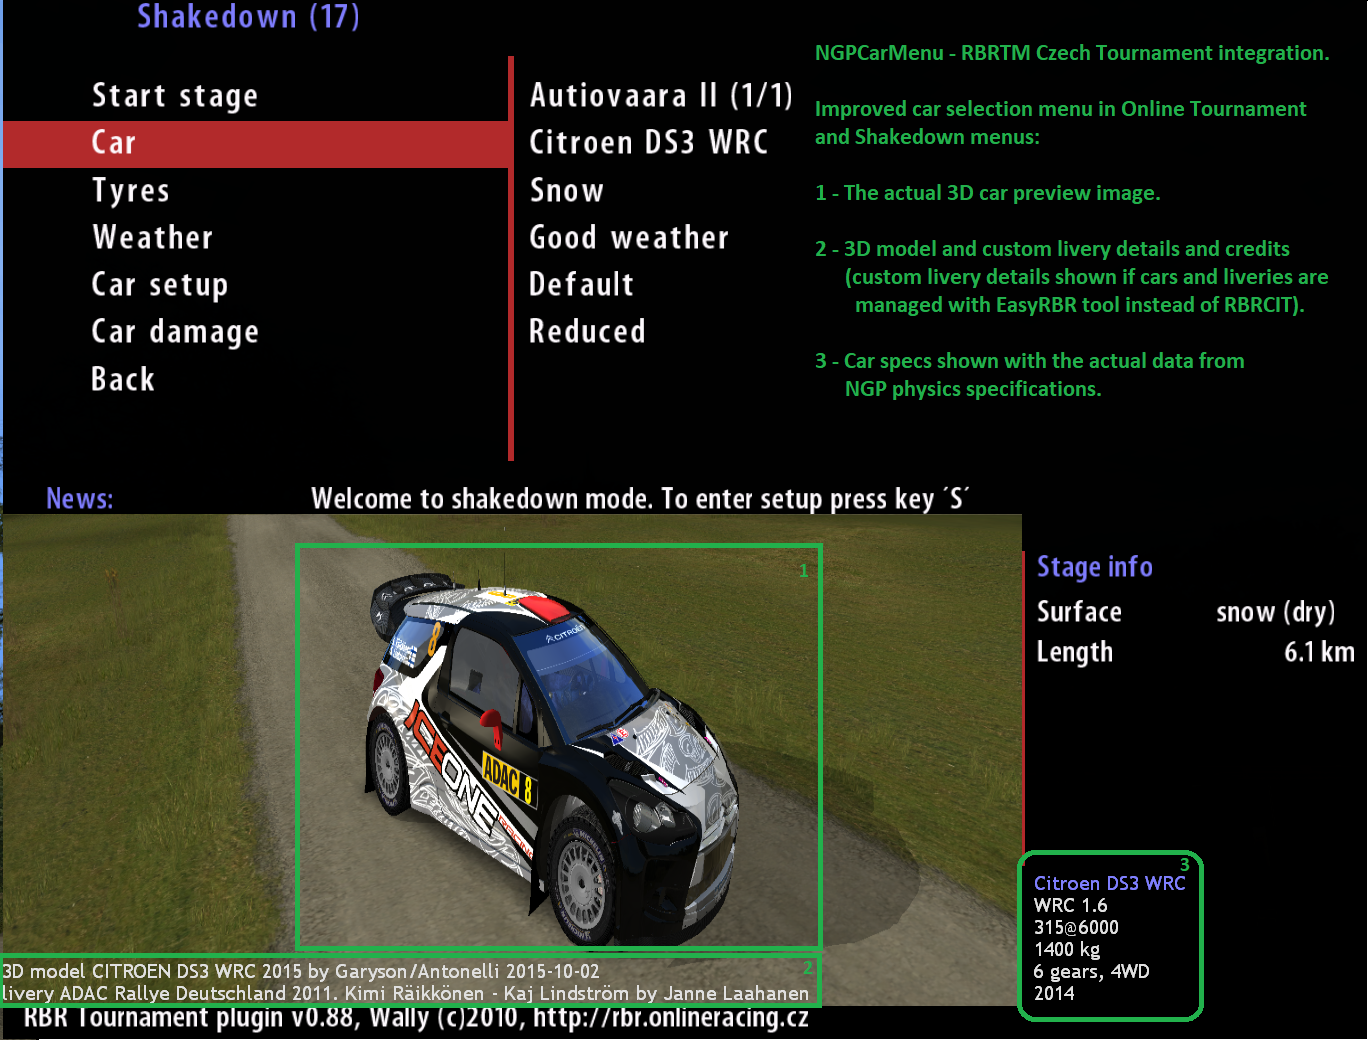 Shakedown (17)
Start stage
Autiovaara II (1/1)
Car
Citroen DS3 WRC
Tyres
Snow
Weather
Good weather
Car setup
Default
Car damage
Reduced
Back
NGPCarMenu - RBRTM Czech Tournament integration.
Improved car selection menu in Online Tournament
and Shakedown menus:
1 - The actual 3D car preview image.
2 - 3D model and custom livery details and credits
(custom livery details shown if cars and liveries are
managed with EasyRBR tool instead of RBRCIT).
3 - Car specs shown with the actual data from
NGP physics specifications.
News:
Welcome to shakedown mode. To enter setup press key ´S´
1
CITROËN
8
ICEONE
RACING
ADAC 8
Stage info
Surface
snow (dry)
Length
6.1 km
3
Citroen DS3 WRC
WRC 1.6
315@6000
1400 kg
6 gears, 4WD
2014
2
3D model CITROEN DS3 WRC 2015 by Garyson/Antonelli 2015-10-02
livery ADAC Rallye Deutschland 2011. Kimi Räikkönen - Kaj Lindström by Janne Laahanen
RBR Tournament plugin v0.88, Wally (c)2010, http://rbr.onlineracing.cz